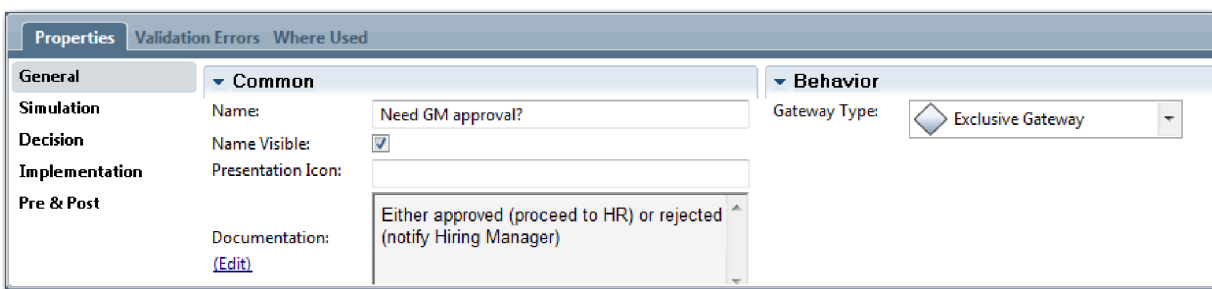 Properties Validation Errors Where Used
General
Simulation
Decision
Implementation
Pre & Post
Common
Name: Need GM approval?
Name Visible:
Presentation Icon:
Documentation:
(Edit)
Either approved (proceed to HR) or rejected
(notify Hiring Manager)
Behavior
Gateway Type: Exclusive Gateway